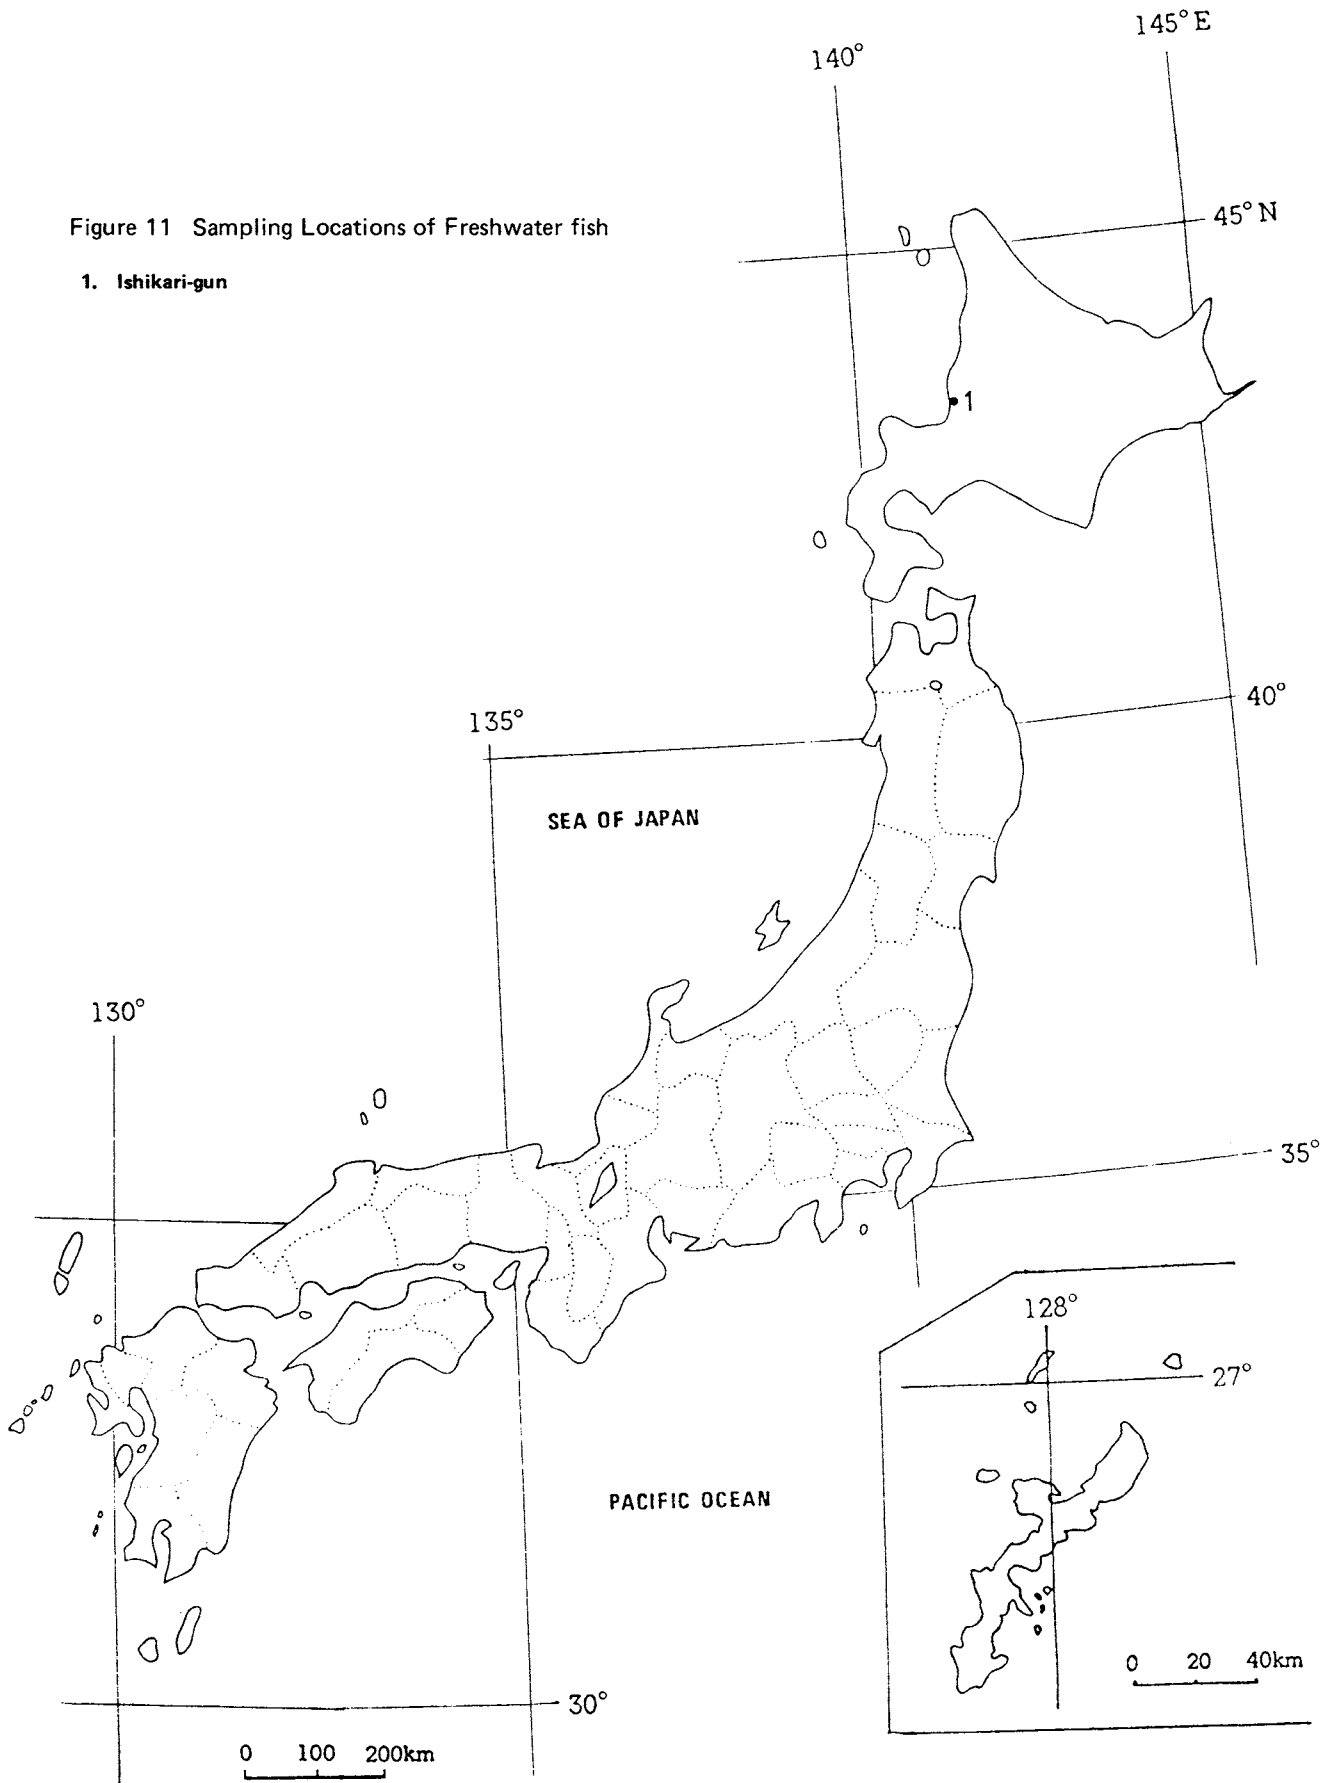 145°E
140°
Figure 11 Sampling Locations of Freshwater fish
45°N
1. Ishikari-gun
1
40°
135°
SEA OF JAPAN
130°
35°
128°
27°
PACIFIC OCEAN
0 20 40km
30°
0 100 200km